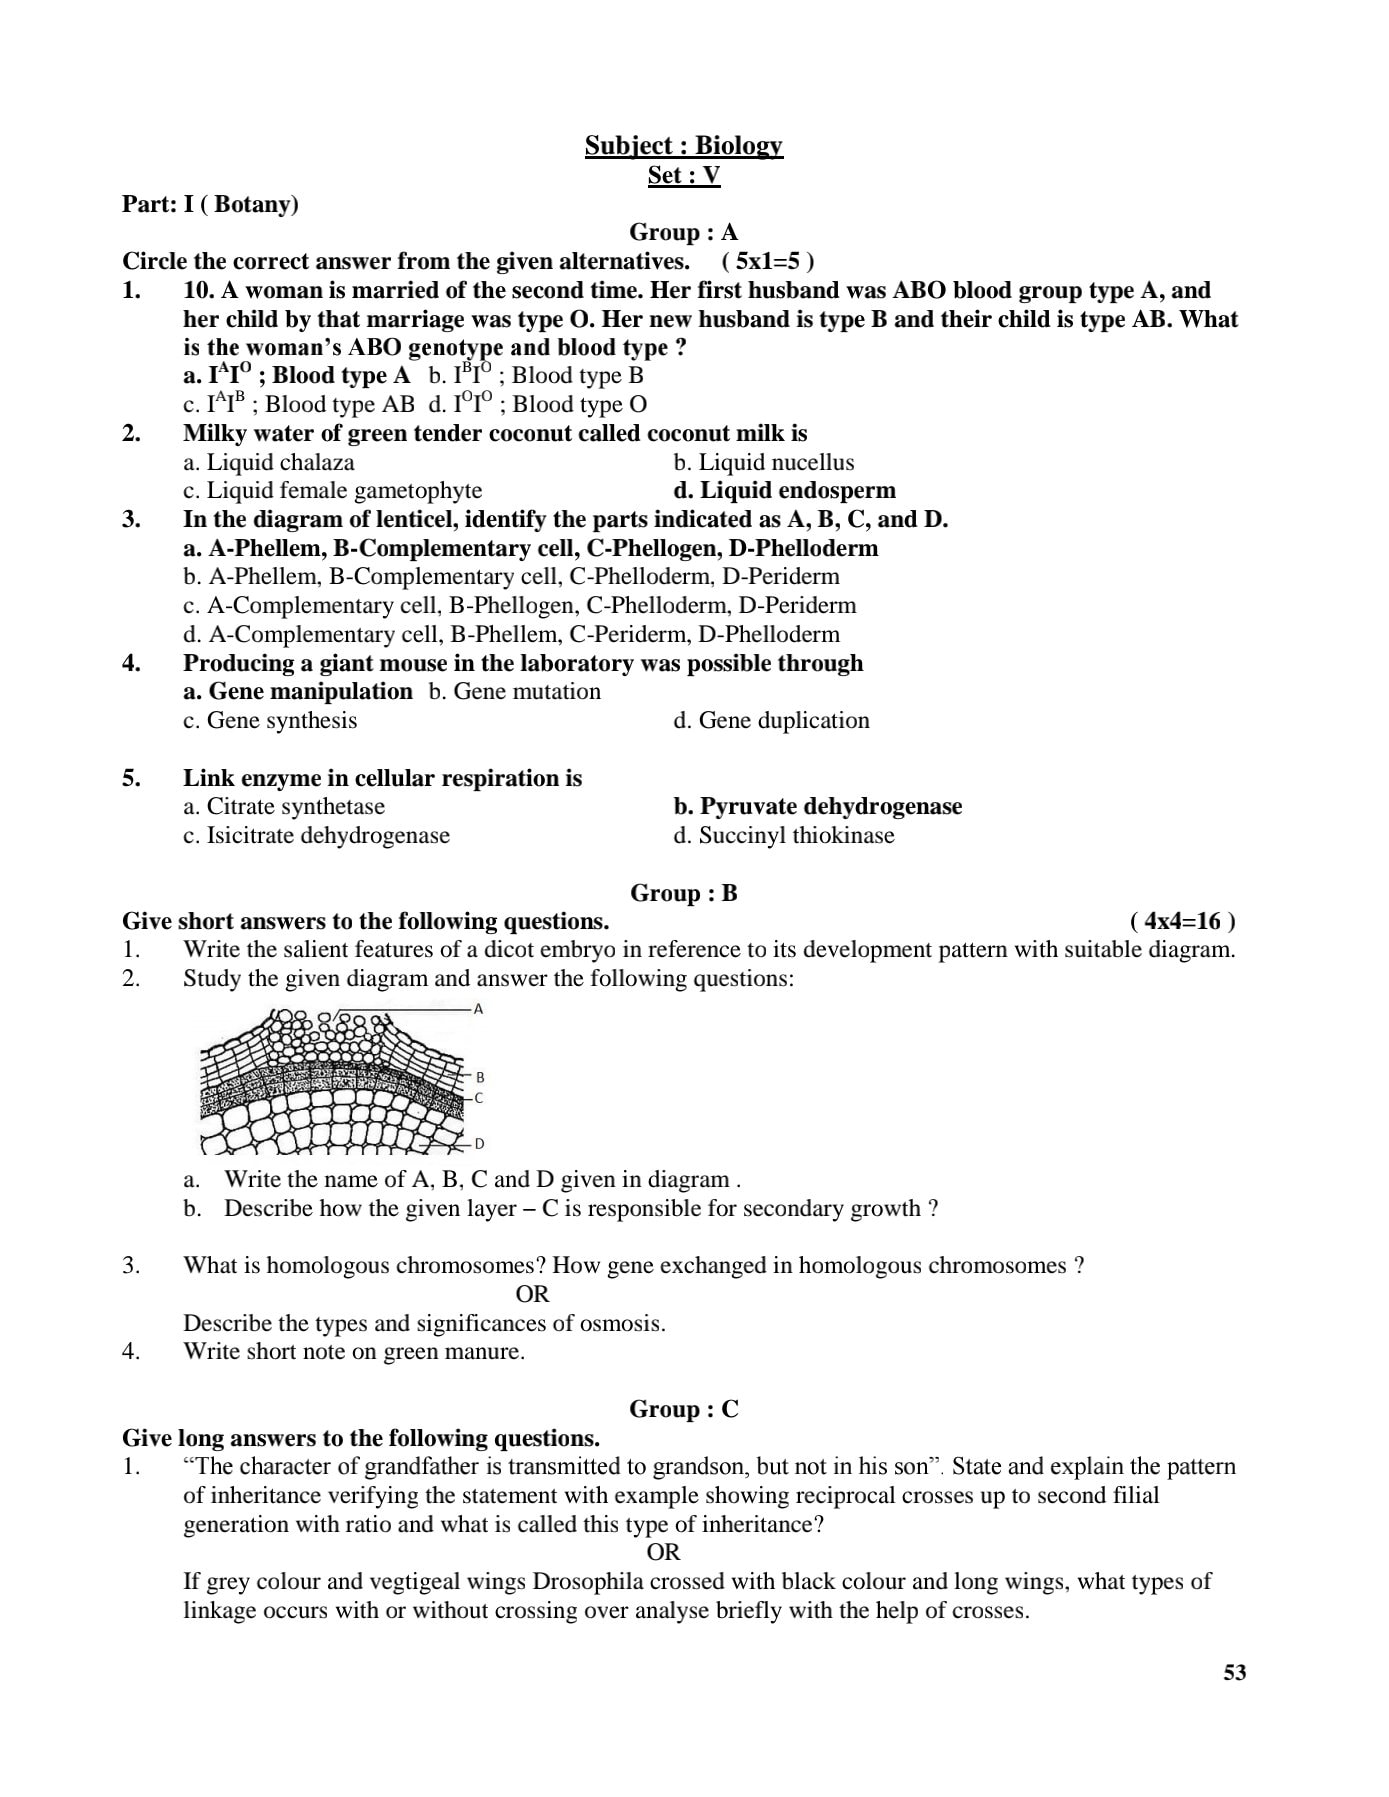 Subject : Biology
Set : V
Part: I ( Botany)
Group : A
Circle the correct answer from the given alternatives. ( 5x1=5 )
1. 10. A woman is married of the second time. Her first husband was ABO blood group type A, and
her child by that marriage was type O. Her new husband is type B and their child is type AB. What
is the woman’s ABO genotype and blood type ?
a. IᴬIᴼ ; Blood type A b. IᴮIᴼ ; Blood type B
c. IᴬIᴮ ; Blood type AB d. IᴼIᴼ ; Blood type O
2. Milky water of green tender coconut called coconut milk is
a. Liquid chalaza b. Liquid nucellus
c. Liquid female gametophyte d. Liquid endosperm
3. In the diagram of lenticel, identify the parts indicated as A, B, C, and D.
a. A-Phellem, B-Complementary cell, C-Phellogen, D-Phelloderm
b. A-Phellem, B-Complementary cell, C-Phelloderm, D-Periderm
c. A-Complementary cell, B-Phellogen, C-Phelloderm, D-Periderm
d. A-Complementary cell, B-Phellem, C-Periderm, D-Phelloderm
4. Producing a giant mouse in the laboratory was possible through
a. Gene manipulation b. Gene mutation
c. Gene synthesis d. Gene duplication
5. Link enzyme in cellular respiration is
a. Citrate synthetase b. Pyruvate dehydrogenase
c. Isicitrate dehydrogenase d. Succinyl thiokinase
Group : B
Give short answers to the following questions. ( 4x4=16 )
1. Write the salient features of a dicot embryo in reference to its development pattern with suitable diagram.
2. Study the given diagram and answer the following questions:
A
B
C
D
a. Write the name of A, B, C and D given in diagram .
b. Describe how the given layer – C is responsible for secondary growth ?
3. What is homologous chromosomes? How gene exchanged in homologous chromosomes ?
OR
Describe the types and significances of osmosis.
4. Write short note on green manure.
Group : C
Give long answers to the following questions.
1. “The character of grandfather is transmitted to grandson, but not in his son”. State and explain the pattern
of inheritance verifying the statement with example showing reciprocal crosses up to second filial
generation with ratio and what is called this type of inheritance?
OR
If grey colour and vegtigeal wings Drosophila crossed with black colour and long wings, what types of
linkage occurs with or without crossing over analyse briefly with the help of crosses.
53